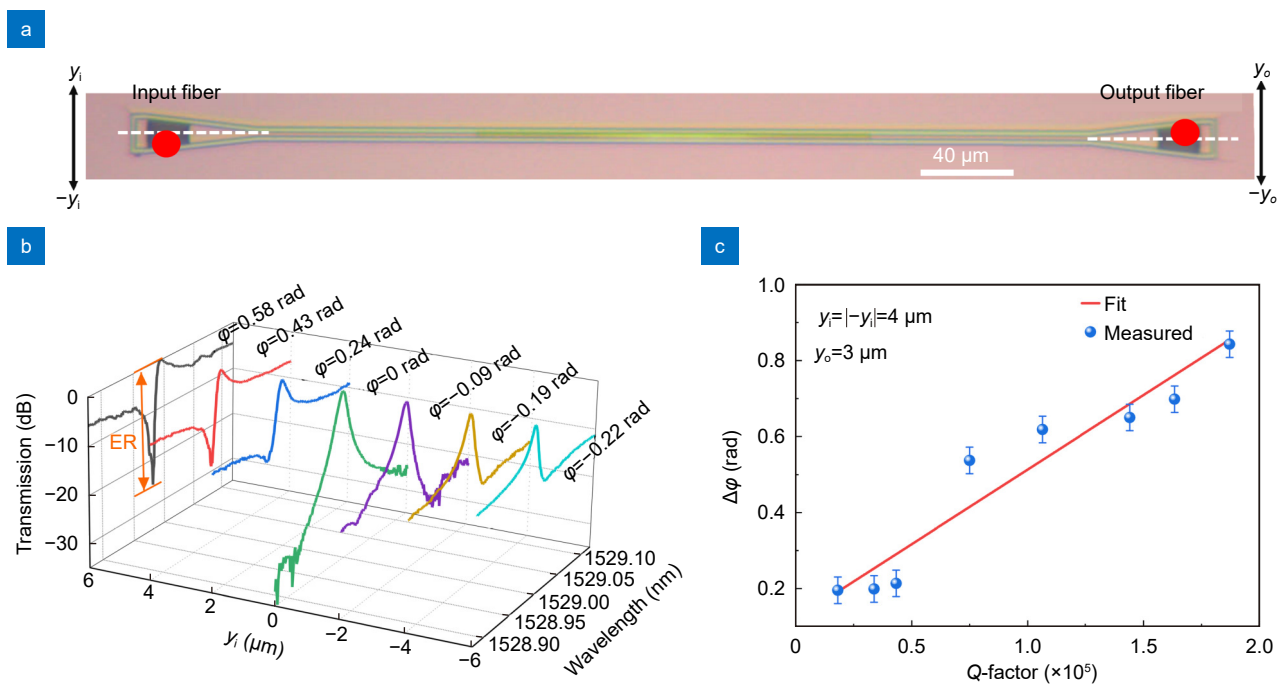 a
yᵢ
yₒ
Input fiber
Output fiber
40 μm
−yᵢ
−yₒ
b
φ=0.58 rad
φ=0.43 rad
φ=0.24 rad
φ=0 rad
φ=−0.09 rad
φ=−0.19 rad
φ=−0.22 rad
ER
Transmission (dB)
0
−10
−20
−30
6
4
2
0
−2
−4
−6
yᵢ (μm)
1529.10
1529.05
1529.00
1528.95
1528.90
Wavelength (nm)
c
yᵢ=|−yᵢ|=4 μm
yₒ=3 μm
Fit
Measured
Δφ (rad)
1.0
0.8
0.6
0.4
0.2
0
0.5
1.0
1.5
2.0
Q-factor (×10⁵)